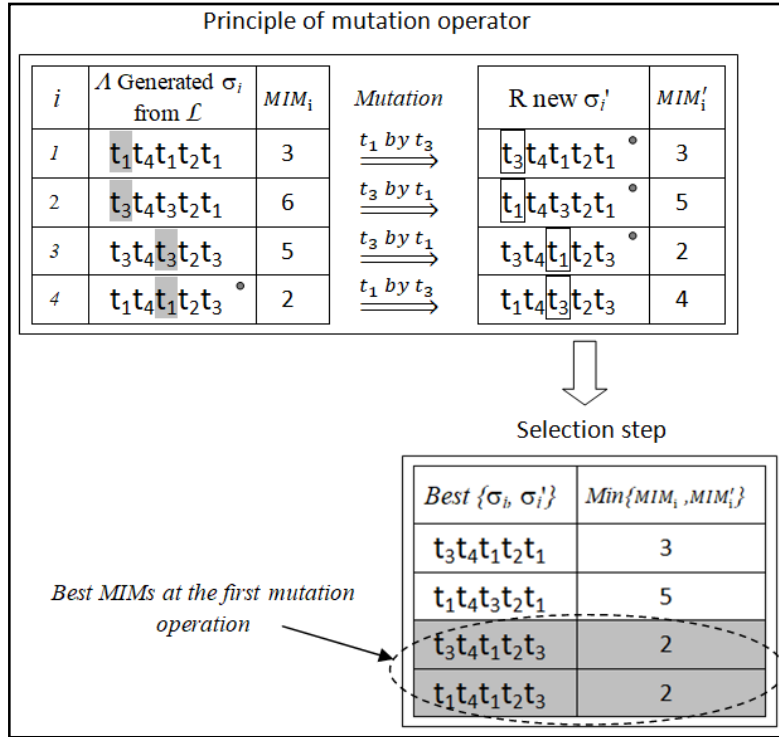 Principle of mutation operator
i Λ Generated σᵢ from ℒ MIMᵢ Mutation R new σᵢ' MIM′ᵢ
1 t₁t₄t₁t₂t₁ 3 t₁ by t₃ t₃t₄t₁t₂t₁ 3
2 t₃t₄t₃t₂t₁ 6 t₃ by t₁ t₁t₄t₃t₂t₁ 5
3 t₃t₄t₃t₂t₃ 5 t₃ by t₁ t₃t₄t₁t₂t₃ 2
4 t₁t₄t₁t₂t₃ 2 t₁ by t₃ t₁t₄t₃t₂t₃ 4
Selection step
Best {σᵢ, σᵢ'} Min{MIMᵢ ,MIM′ᵢ}
t₃t₄t₁t₂t₁ 3
t₁t₄t₃t₂t₁ 5
t₃t₄t₁t₂t₃ 2
t₁t₄t₁t₂t₃ 2
Best MIMs at the first mutation
operation